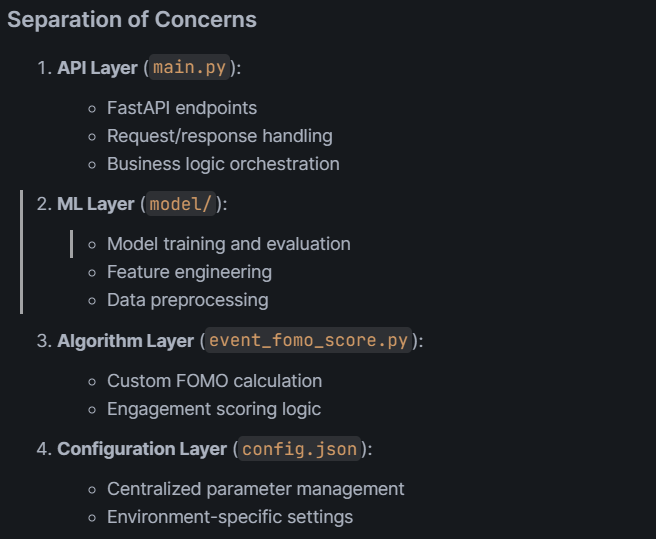 Separation of Concerns
1. API Layer (main.py):
◦ FastAPI endpoints
◦ Request/response handling
◦ Business logic orchestration
2. ML Layer (model/):
◦ Model training and evaluation
◦ Feature engineering
◦ Data preprocessing
3. Algorithm Layer (event_fomo_score.py):
◦ Custom FOMO calculation
◦ Engagement scoring logic
4. Configuration Layer (config.json):
◦ Centralized parameter management
◦ Environment-specific settings